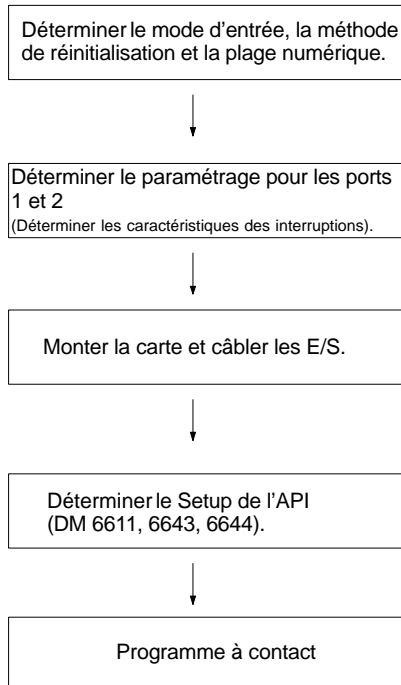 Déterminer le mode d'entrée, la méthode
de réinitialisation et la plage numérique.
Déterminer le paramétrage pour les ports
1 et 2
(Déterminer les caractéristiques des interruptions).
Monter la carte et câbler les E/S.
Déterminer le Setup de l'API
(DM 6611, 6643, 6644).
Programme à contact